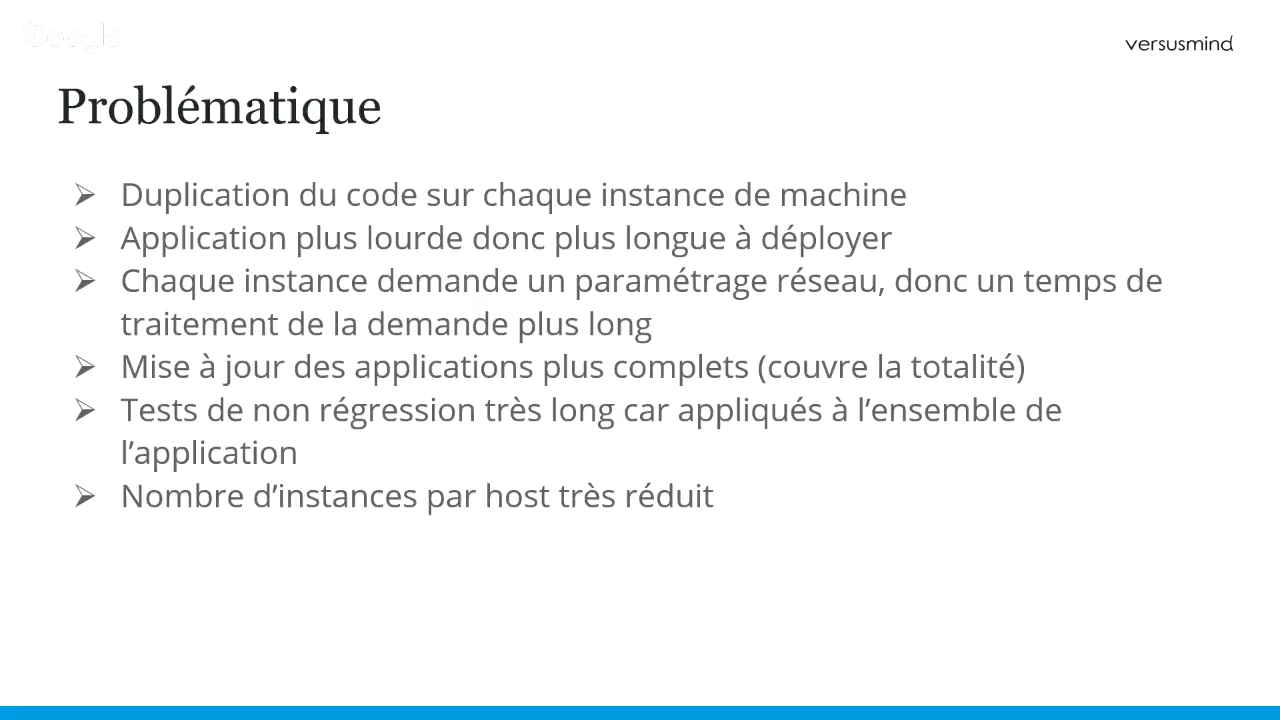 Google
versusmind
Problématique
➢ Duplication du code sur chaque instance de machine
➢ Application plus lourde donc plus longue à déployer
➢ Chaque instance demande un paramétrage réseau, donc un temps de
traitement de la demande plus long
➢ Mise à jour des applications plus complets (couvre la totalité)
➢ Tests de non régression très long car appliqués à l’ensemble de
l’application
➢ Nombre d’instances par host très réduit